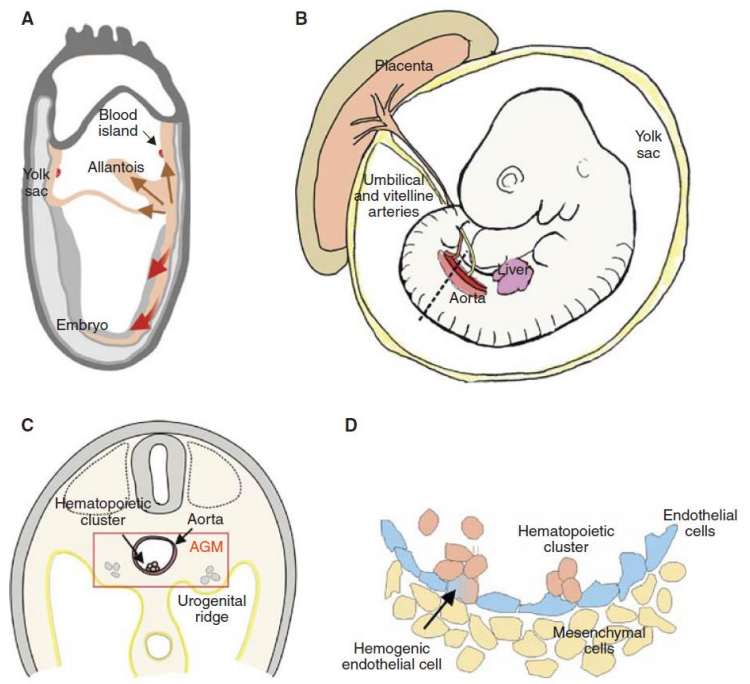 A
Blood
island
Yolk
sac
Allantois
Embryo
B
Placenta
Yolk
sac
Umbilical
and vitelline
arteries
Liver
Aorta
C
Hematopoietic
cluster
Aorta
AGM
Urogenital
ridge
D
Endothelial
cells
Hematopoietic
cluster
Mesenchymal
cells
Hemogenic
endothelial cell